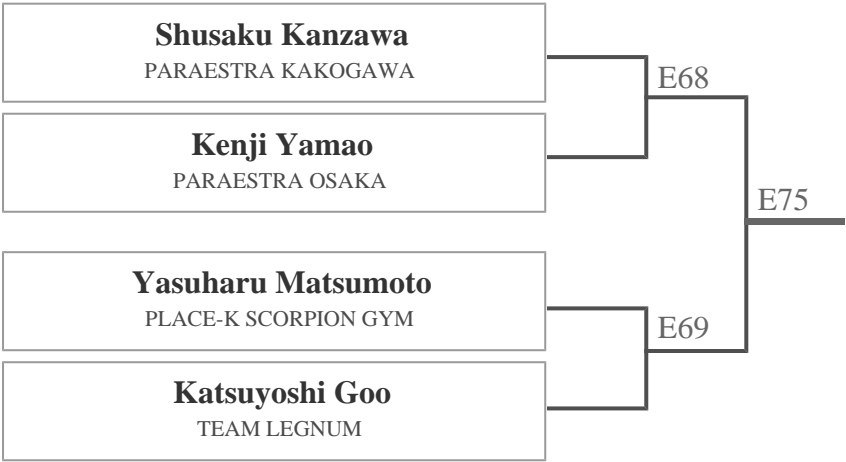 Shusaku Kanzawa
PARAESTRA KAKOGAWA
E68
Kenji Yamao
PARAESTRA OSAKA
E75
Yasuharu Matsumoto
PLACE-K SCORPION GYM
E69
Katsuyoshi Goo
TEAM LEGNUM